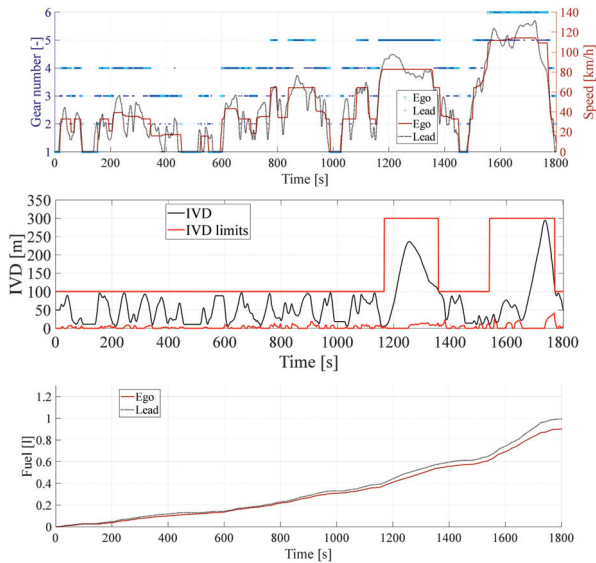 Gear number [-]
6
5
4
3
2
1
140
120
100
80
60
40
20
0
Speed [km/h]
Ego
Lead
Ego
Lead
0 200 400 600 800 1000 1200 1400 1600 1800
Time [s]
IVD [m]
350
300
250
200
150
100
50
0
IVD
IVD limits
0 200 400 600 800 1000 1200 1400 1600 1800
Time [s]
Fuel [l]
1.2
1
0.8
0.6
0.4
0.2
0
Ego
Lead
0 200 400 600 800 1000 1200 1400 1600 1800
Time [s]